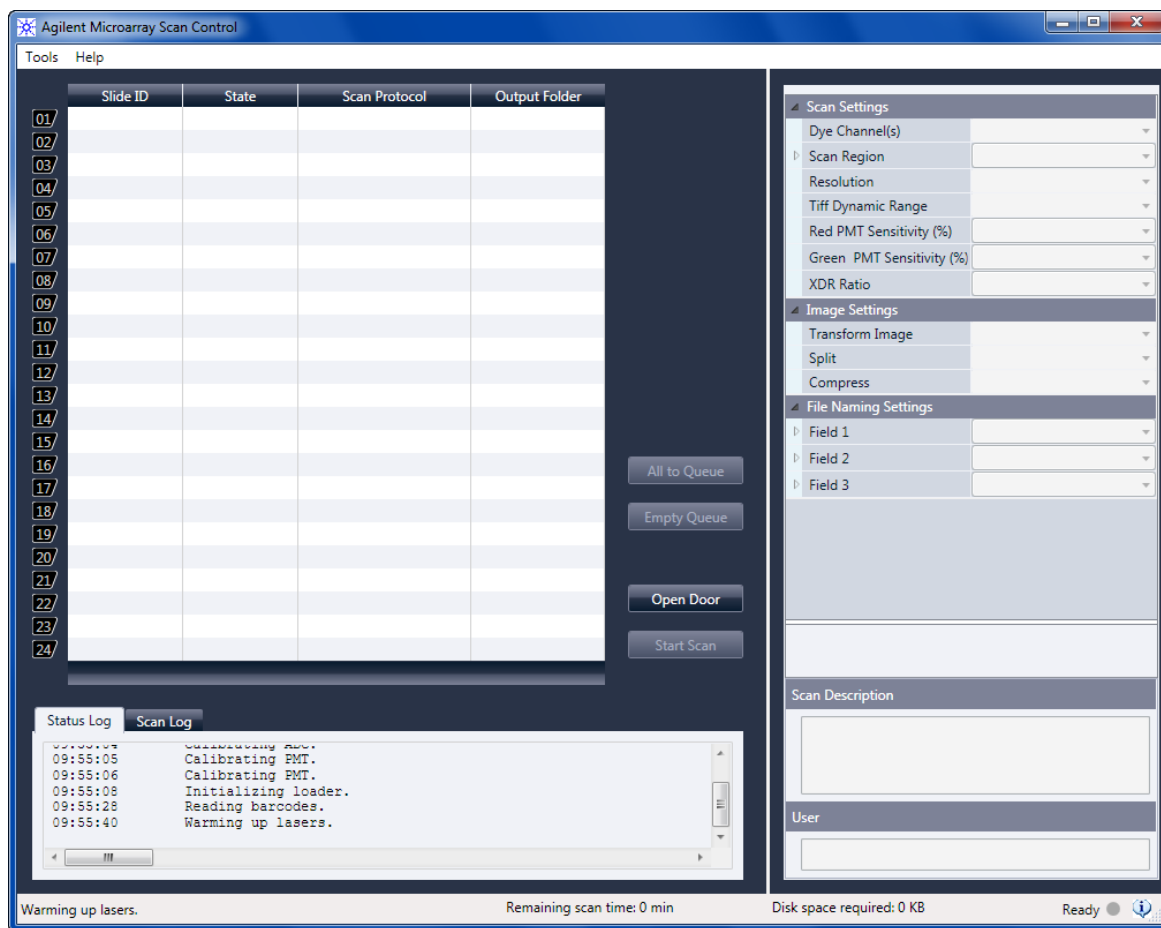 Agilent Microarray Scan Control
Tools Help
Slide ID State Scan Protocol Output Folder
01
02
03
04
05
06
07
08
09
10
11
12
13
14
15
16
17
18
19
20
21
22
23
24
All to Queue
Empty Queue
Open Door
Start Scan
Status Log Scan Log
09:55:04 Calibrating ADC.
09:55:05 Calibrating PMT.
09:55:06 Calibrating PMT.
09:55:08 Initializing loader.
09:55:28 Reading barcodes.
09:55:40 Warming up lasers.
Scan Settings
Dye Channel(s)
Scan Region
Resolution
Tiff Dynamic Range
Red PMT Sensitivity (%)
Green PMT Sensitivity (%)
XDR Ratio
Image Settings
Transform Image
Split
Compress
File Naming Settings
Field 1
Field 2
Field 3
Scan Description
User
Warming up lasers. Remaining scan time: 0 min Disk space required: 0 KB Ready